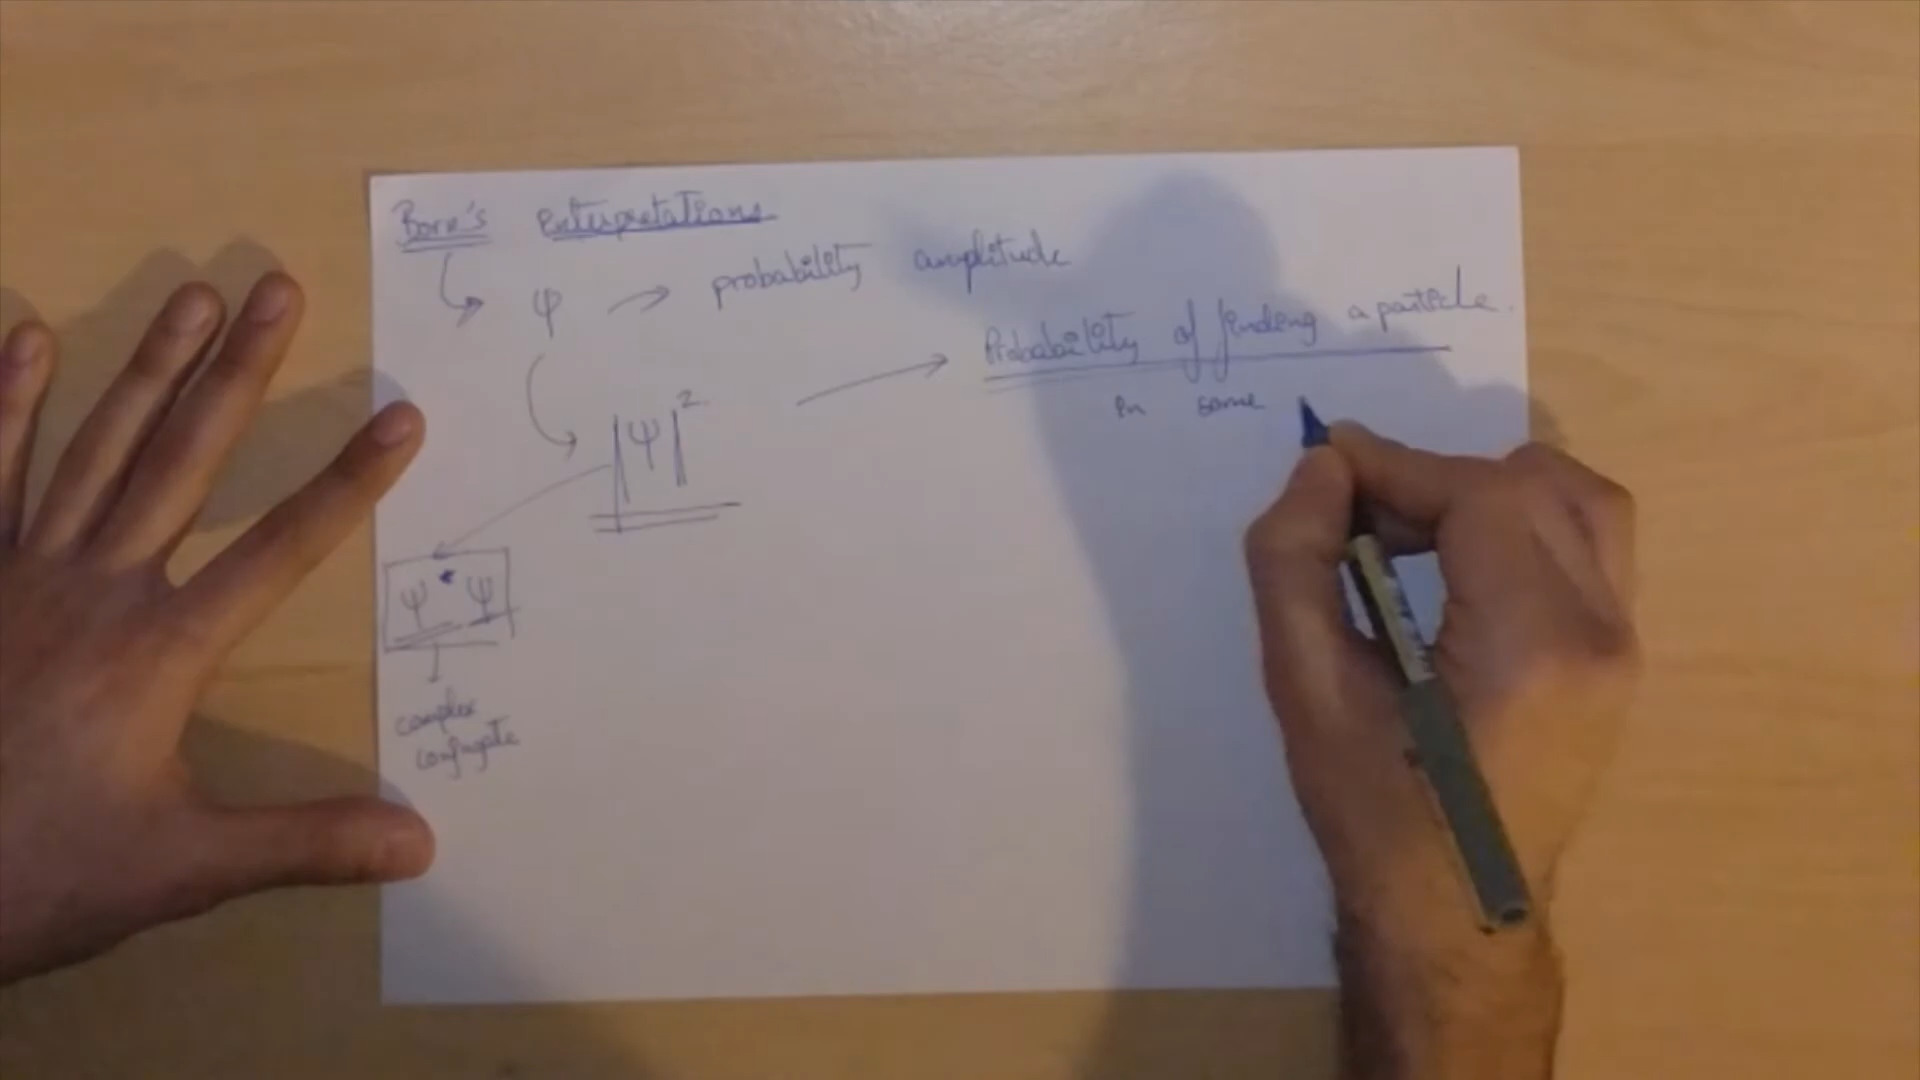 Born's interpretations
ψ → probability amplitude
|ψ|² → Probability of finding a particle.
in some
ψ* ψ
complex
conjugate